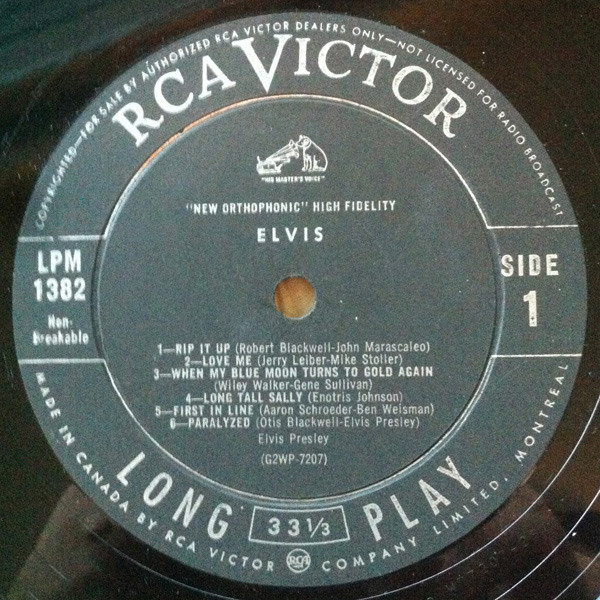 COPYRIGHTED—FOR SALE BY AUTHORIZED RCA VICTOR DEALERS ONLY—NOT LICENSED FOR RADIO BROADCAST
RCA VICTOR
"HIS MASTER'S VOICE"
"NEW ORTHOPHONIC" HIGH FIDELITY
ELVIS
LPM
1382
Non-
Breakable
SIDE
1
1—RIP IT UP (Robert Blackwell-John Marascaleo)
2—LOVE ME (Jerry Leiber-Mike Stoller)
3—WHEN MY BLUE MOON TURNS TO GOLD AGAIN
(Wiley Walker-Gene Sullivan)
4—LONG TALL SALLY (Enotris Johnson)
5—FIRST IN LINE (Aaron Schroeder-Ben Weisman)
6—PARALYZED (Otis Blackwell-Elvis Presley)
Elvis Presley
(G2WP-7207)
LONG 33 1/3 PLAY
RCA
MADE IN CANADA BY RCA VICTOR COMPANY LIMITED, MONTREAL